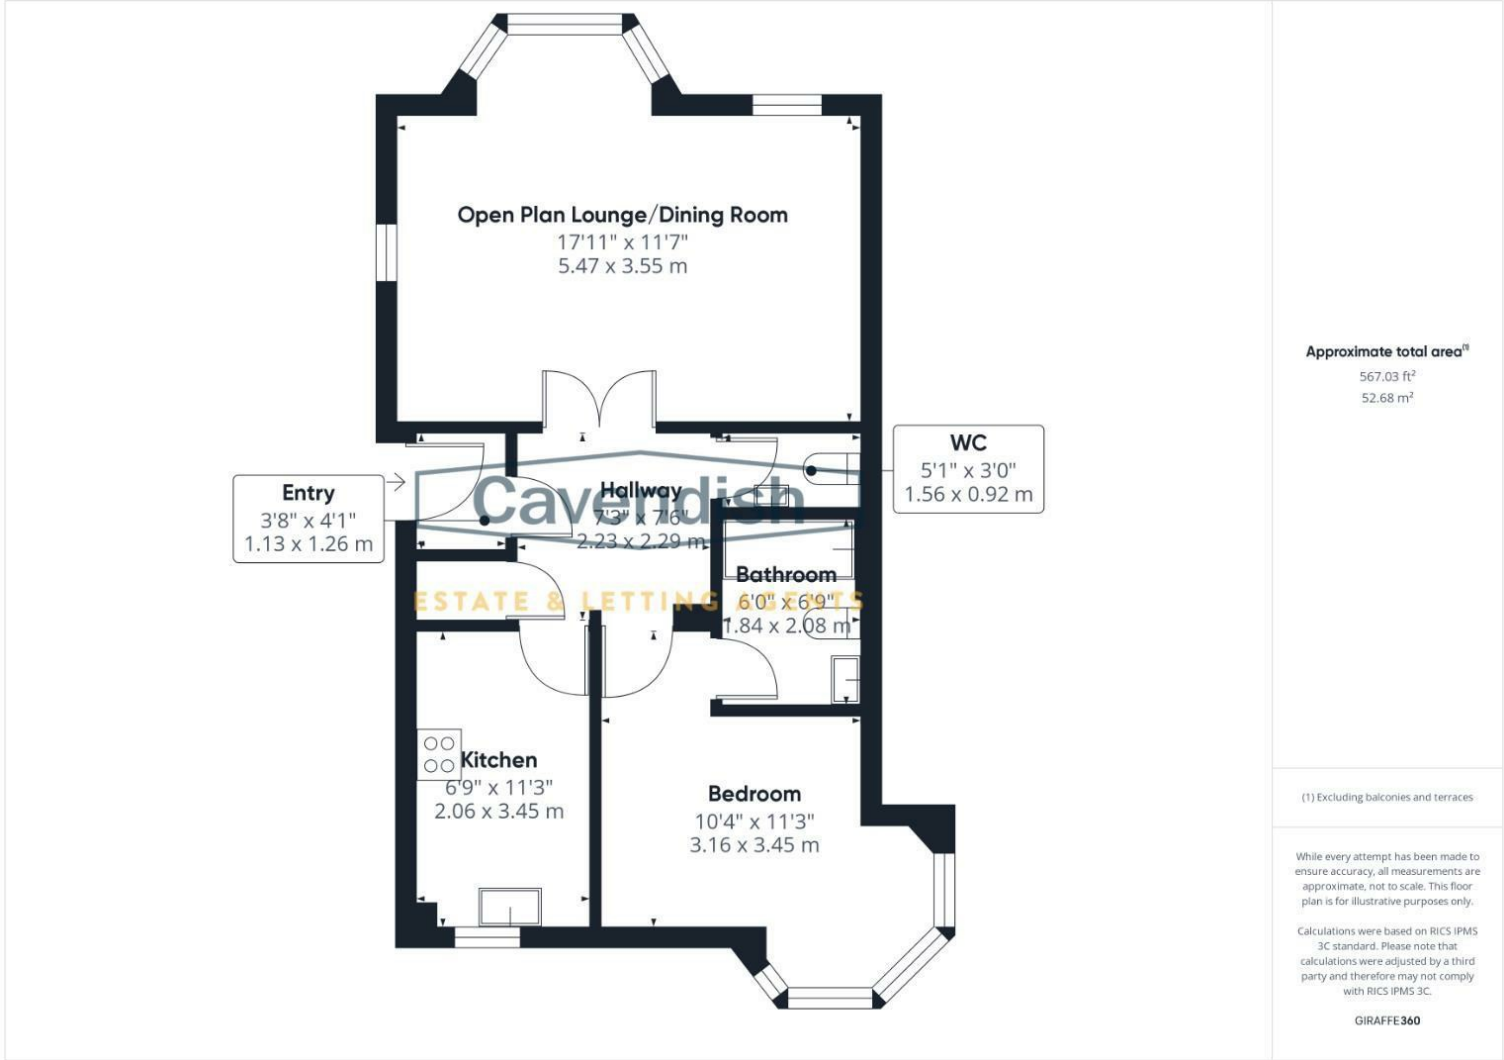 Open Plan Lounge/Dining Room
17'11" x 11'7"
5.47 x 3.55 m
WC
5'1" x 3'0"
1.56 x 0.92 m
Entry
3'8" x 4'1"
1.13 x 1.26 m
Hallway
7'3" x 7'6"
2.23 x 2.29 m
Cavendish
ESTATE & LETTING AGENTS
Bathroom
6'0" x 6'9"
1.84 x 2.08 m
Kitchen
6'9" x 11'3"
2.06 x 3.45 m
Bedroom
10'4" x 11'3"
3.16 x 3.45 m
Approximate total area(1)
567.03 ft²
52.68 m²
(1) Excluding balconies and terraces
While every attempt has been made to
ensure accuracy, all measurements are
approximate, not to scale. This floor
plan is for illustrative purposes only.
Calculations were based on RICS IPMS
3C standard. Please note that
calculations were adjusted by a third
party and therefore may not comply
with RICS IPMS 3C.
GIRAFFE360